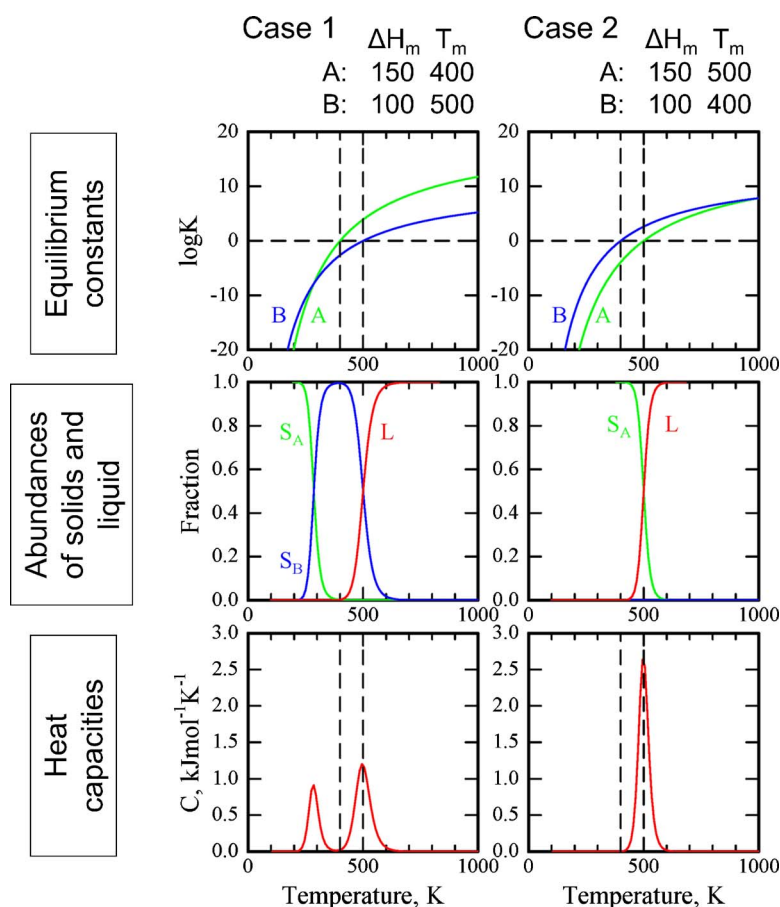 Case 1
ΔHm Tm
A: 150 400
B: 100 500
Case 2
ΔHm Tm
A: 150 500
B: 100 400
Equilibrium
constants
logK
20
10
0
-10
-20
B
A
0
500
1000
20
10
0
-10
-20
B
A
0
500
1000
Abundances
of solids and
liquid
Fraction
1.0
0.8
0.6
0.4
0.2
0.0
SA
L
SB
0
500
1000
1.0
0.8
0.6
0.4
0.2
0.0
SA
L
0
500
1000
Heat
capacities
C, kJmol-1K-1
3.0
2.5
2.0
1.5
1.0
0.5
0.0
0
500
1000
Temperature, K
3.0
2.5
2.0
1.5
1.0
0.5
0.0
0
500
1000
Temperature, K